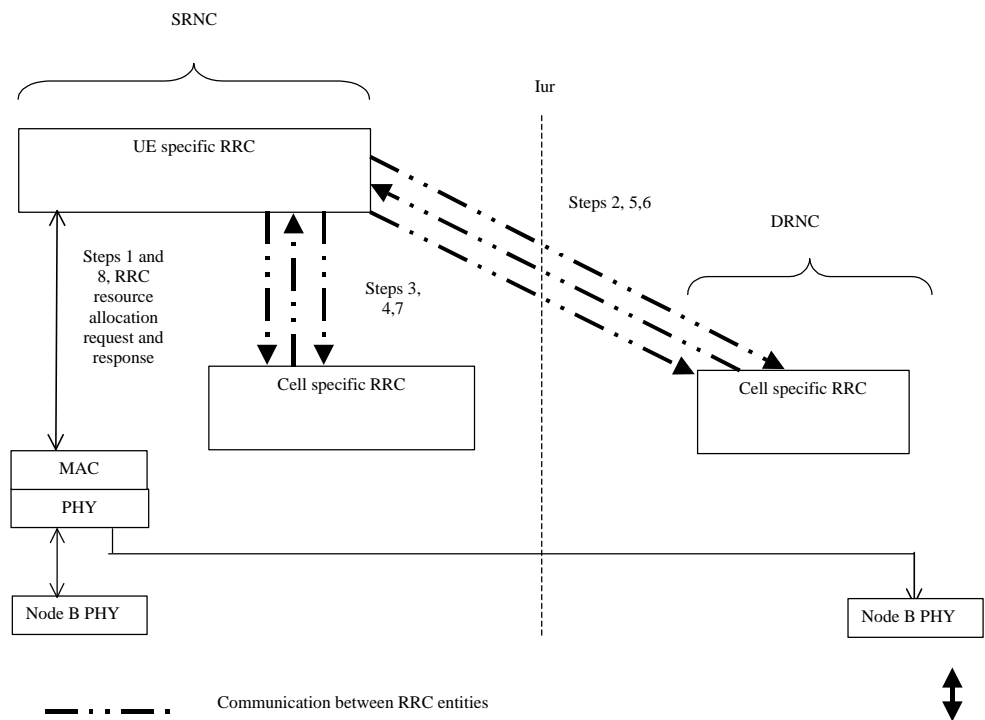 SRNC
Iur
UE specific RRC
Steps 2, 5,6
DRNC
Steps 1 and
8, RRC
resource
allocation
request and
response
Steps 3,
4,7
Cell specific RRC
Cell specific RRC
MAC
PHY
Node B PHY
Node B PHY
Communication between RRC entities